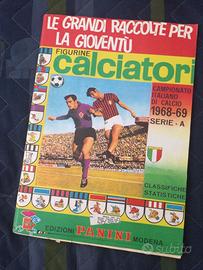 LE GRANDI RACCOLTE PER
LA GIOVENTÙ
FIGURINE
calciatori
CAMPIONATO
ITALIANO
DI CALCIO
1968-69
SERIE - A
CLASSIFICHE
STATISTICHE
EDIZIONI PANINI MODENA
subito